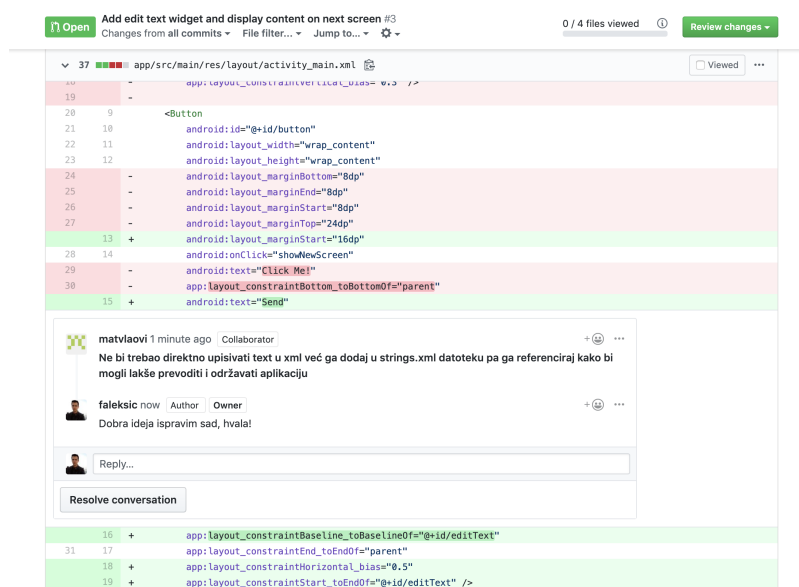 Open
Add edit text widget and display content on next screen #3
Changes from all commits File filter... Jump to...
0 / 4 files viewed
Review changes
37 app/src/main/res/layout/activity_main.xml
Viewed
18 - app:layout_constraintVertical_bias="0.3" />
19 -
20 9 <Button
21 10 android:id="@+id/button"
22 11 android:layout_width="wrap_content"
23 12 android:layout_height="wrap_content"
24 - android:layout_marginBottom="8dp"
25 - android:layout_marginEnd="8dp"
26 - android:layout_marginStart="8dp"
27 - android:layout_marginTop="24dp"
13 + android:layout_marginStart="16dp"
28 14 android:onClick="showNewScreen"
29 - android:text="Click Me!"
30 - app:layout_constraintBottom_toBottomOf="parent"
15 + android:text="Send"
matvlaovi 1 minute ago Collaborator
Ne bi trebao direktno upisivati text u xml već ga dodaj u strings.xml datoteku pa ga referenciraj kako bi
mogli lakše prevoditi i održavati aplikaciju
faleksic now Author Owner
Dobra ideja ispravim sad, hvala!
Reply...
Resolve conversation
16 + app:layout_constraintBaseline_toBaselineOf="@+id/editText"
31 17 app:layout_constraintEnd_toEndOf="parent"
18 + app:layout_constraintHorizontal_bias="0.5"
19 + app:layout_constraintStart_toEndOf="@+id/editText" />